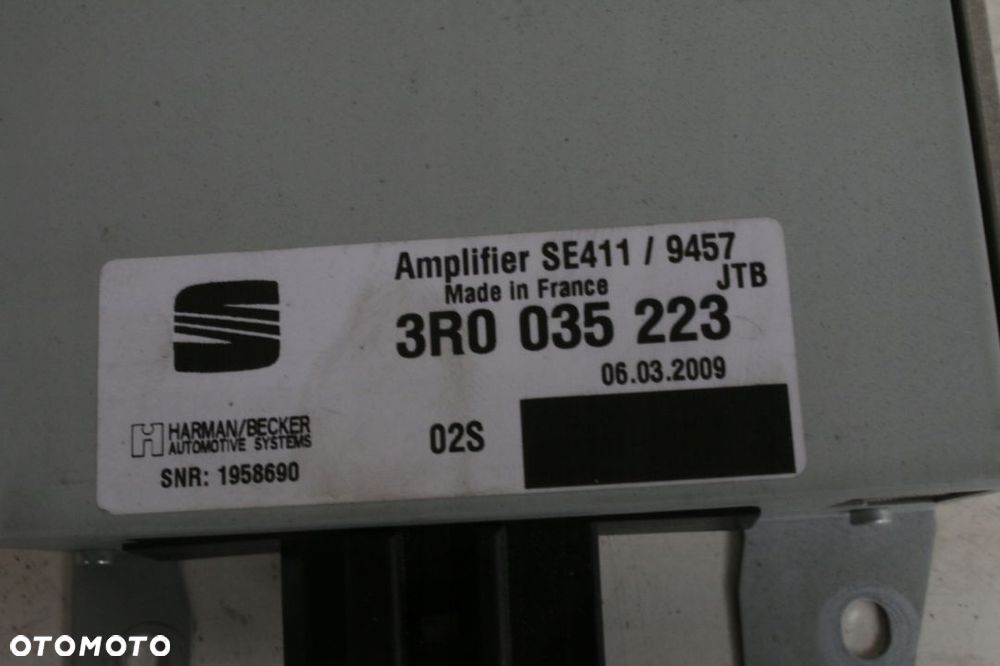 Amplifier SE411 / 9457
JTB
Made in France
3R0 035 223
06.03.2009
HARMAN/BECKER
AUTOMOTIVE SYSTEMS
02S
SNR: 1958690
OTOMOTO